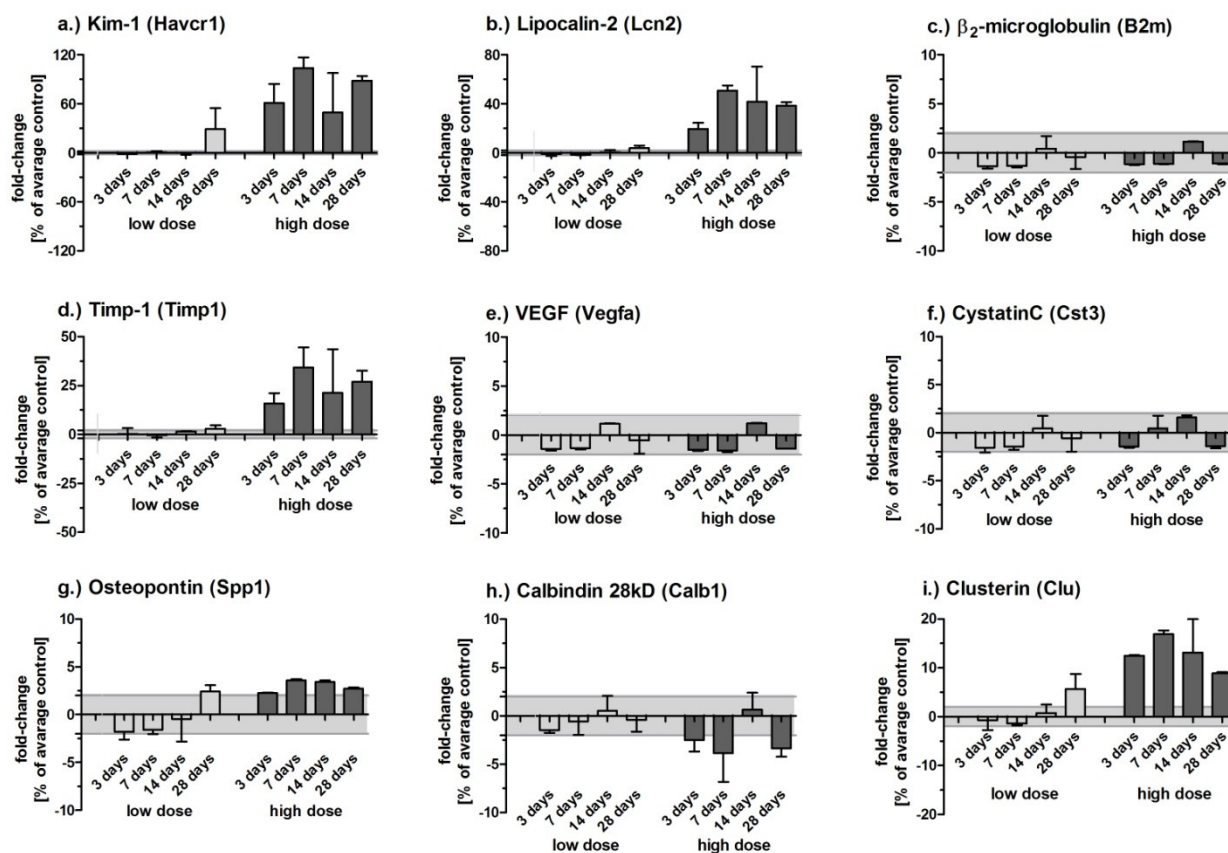 a.) Kim-1 (Havcr1)
fold-change
[% of avarage control]
120
60
0
-60
-120
3 days
7 days
14 days
28 days
3 days
7 days
14 days
28 days
low dose
high dose
b.) Lipocalin-2 (Lcn2)
fold-change
[% of avarage control]
80
40
0
-40
-80
3 days
7 days
14 days
28 days
3 days
7 days
14 days
28 days
low dose
high dose
c.) β2-microglobulin (B2m)
fold-change
[% of avarage control]
10
5
0
-5
-10
3 days
7 days
14 days
28 days
3 days
7 days
14 days
28 days
low dose
high dose
d.) Timp-1 (Timp1)
fold-change
[% of avarage control]
50
25
0
-25
-50
3 days
7 days
14 days
28 days
3 days
7 days
14 days
28 days
low dose
high dose
e.) VEGF (Vegfa)
fold-change
[% of avarage control]
10
5
0
-5
-10
3 days
7 days
14 days
28 days
3 days
7 days
14 days
28 days
low dose
high dose
f.) CystatinC (Cst3)
fold-change
[% of avarage control]
10
5
0
-5
-10
3 days
7 days
14 days
28 days
3 days
7 days
14 days
28 days
low dose
high dose
g.) Osteopontin (Spp1)
fold-change
[% of avarage control]
10
5
0
-5
-10
3 days
7 days
14 days
28 days
3 days
7 days
14 days
28 days
low dose
high dose
h.) Calbindin 28kD (Calb1)
fold-change
[% of avarage control]
10
5
0
-5
-10
3 days
7 days
14 days
28 days
3 days
7 days
14 days
28 days
low dose
high dose
i.) Clusterin (Clu)
fold-change
[% of avarage control]
20
10
0
-10
-20
3 days
7 days
14 days
28 days
3 days
7 days
14 days
28 days
low dose
high dose